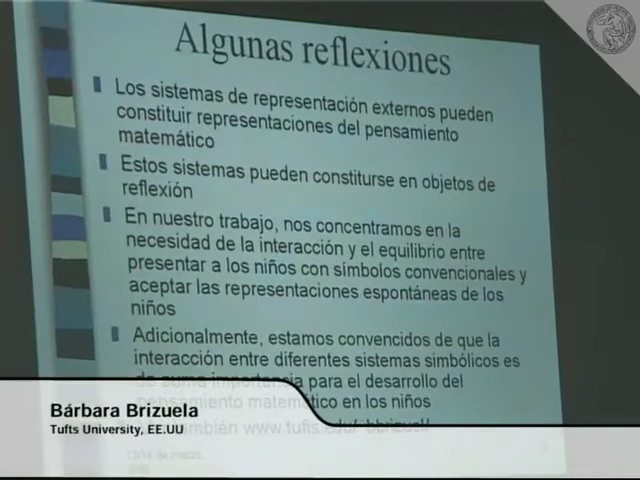 Algunas reflexiones
Los sistemas de representación externos pueden
constituir representaciones del pensamiento
matemático
Estos sistemas pueden constituirse en objetos de
reflexión
En nuestro trabajo, nos concentramos en la
necesidad de la interacción y el equilibrio entre
presentar a los niños con símbolos convencionales y
aceptar las representaciones espontáneas de los
niños
Adicionalmente, estamos convencidos de que la
interacción entre diferentes sistemas simbólicos es
de suma importancia para el desarrollo del
pensamiento matemático en los niños
también www.tufts.edu/
Bárbara Brizuela
Tufts University, EE.UU